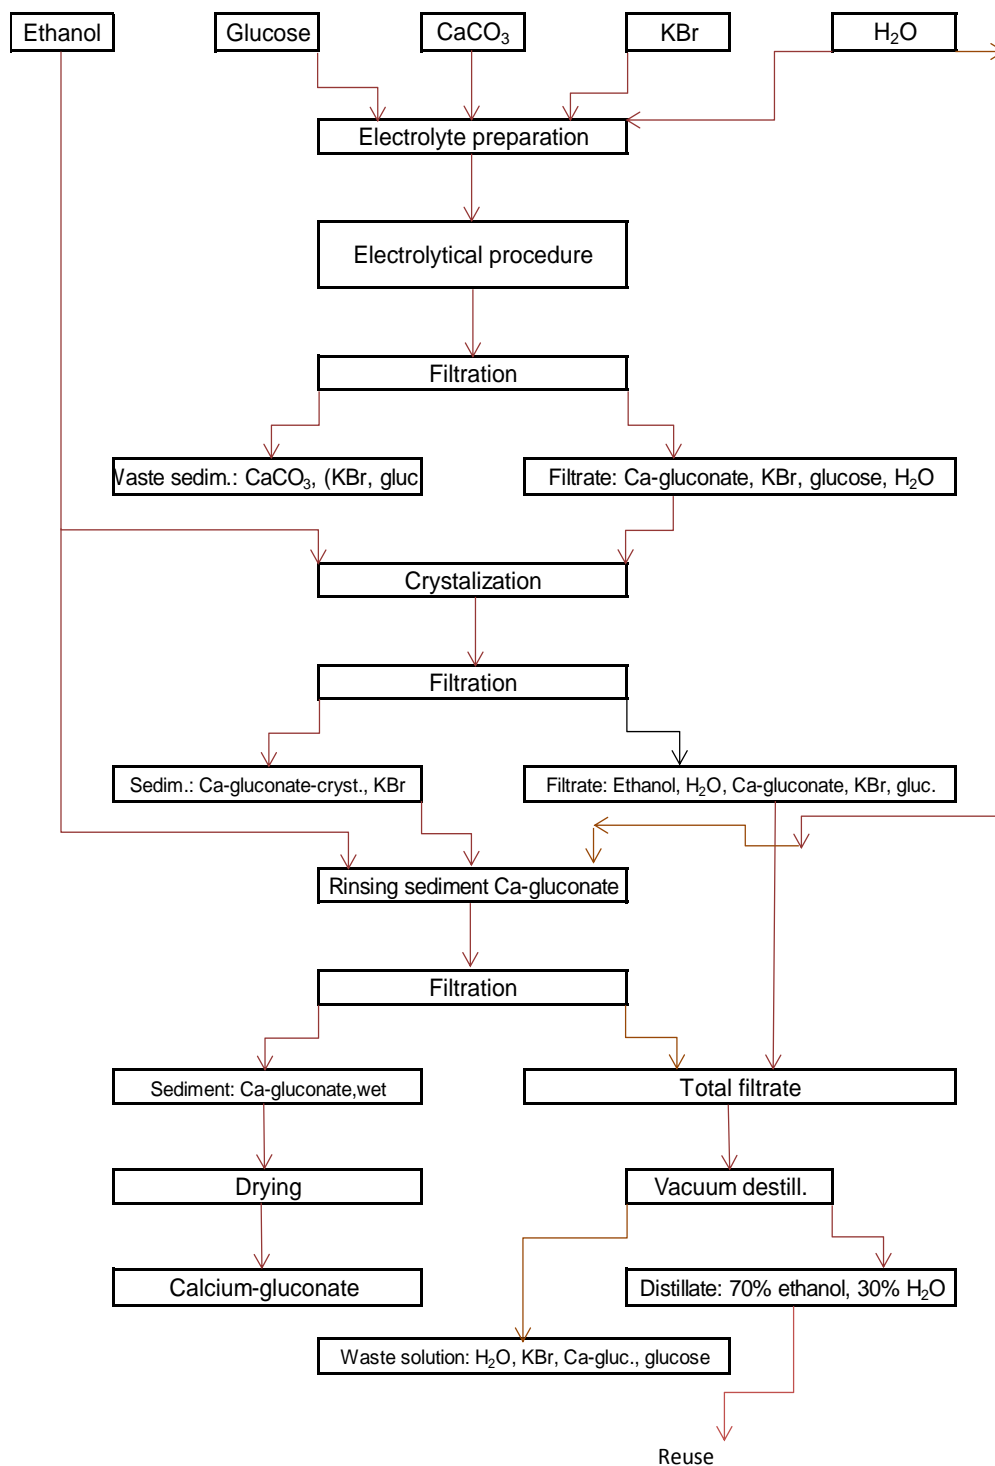 Ethanol
Glucose
CaCO₃
KBr
H₂O
Electrolyte preparation
Electrolytical procedure
Filtration
Waste sedim.: CaCO₃, (KBr, gluc
Filtrate: Ca-gluconate, KBr, glucose, H₂O
Crystalization
Filtration
Sedim.: Ca-gluconate-cryst., KBr
Filtrate: Ethanol, H₂O, Ca-gluconate, KBr, gluc.
Rinsing sediment Ca-gluconate
Filtration
Sediment: Ca-gluconate,wet
Total filtrate
Drying
Vacuum destill.
Calcium-gluconate
Distillate: 70% ethanol, 30% H₂O
Waste solution: H₂O, KBr, Ca-gluc., glucose
Reuse